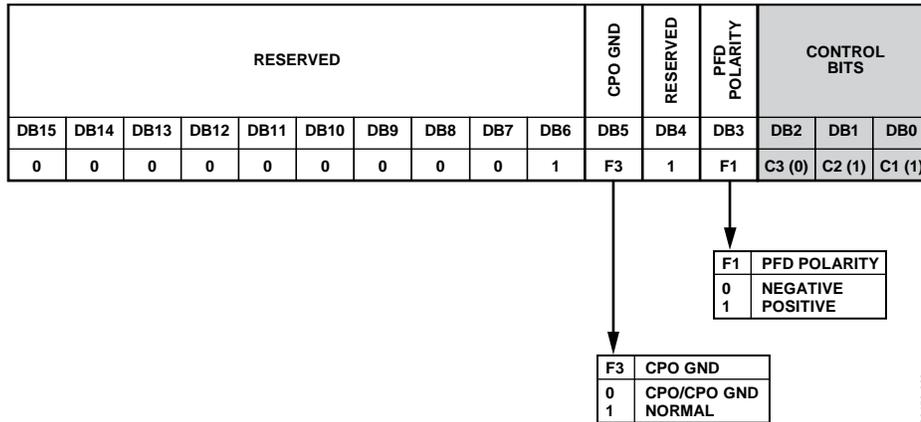 RESERVED
CPO GND
RESERVED
PFD
POLARITY
CONTROL
BITS
DB15 DB14 DB13 DB12 DB11 DB10 DB9 DB8 DB7 DB6 DB5 DB4 DB3 DB2 DB1 DB0
0 0 0 0 0 0 0 0 0 1 F3 1 F1 C3 (0) C2 (1) C1 (1)
F1 PFD POLARITY
0 NEGATIVE
1 POSITIVE
F3 CPO GND
0 CPO/CPO GND
1 NORMAL